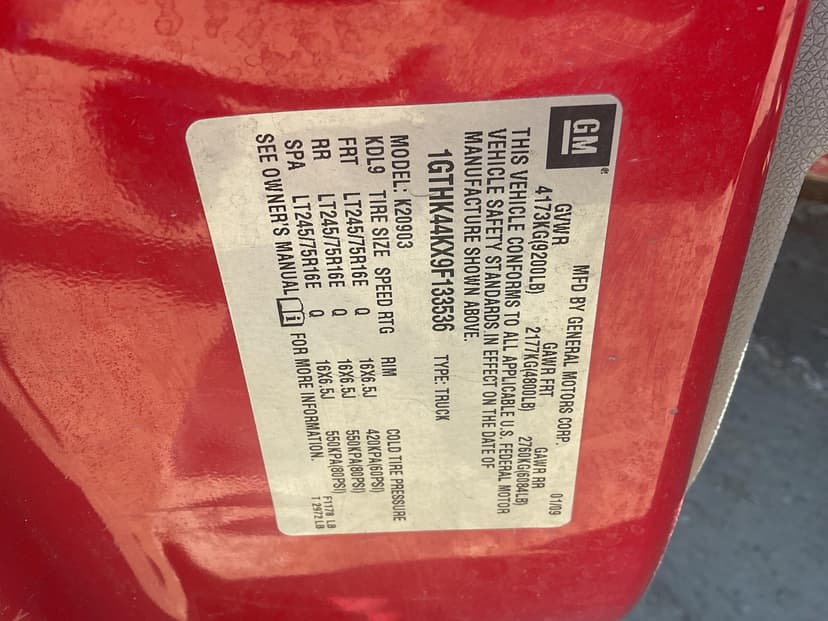 GM
MFD BY GENERAL MOTORS CORP. 01/09
GVWR GAWR FRT GAWR RR
4173KG(9200LB) 2177KG(4800LB) 2760KG(6084LB)
THIS VEHICLE CONFORMS TO ALL APPLICABLE U.S. FEDERAL MOTOR
VEHICLE SAFETY STANDARDS IN EFFECT ON THE DATE OF
MANUFACTURE SHOWN ABOVE.
1GTHK44KX9F133536 TYPE: TRUCK
MODEL: K20903
KDL9 TIRE SIZE SPEED RTG RIM COLD TIRE PRESSURE
FRT LT245/75R16E Q 16X6.5J 420KPA(60PSI)
RR LT245/75R16E Q 16X6.5J 550KPA(80PSI)
SPA LT245/75R16E Q 16X6.5J 550KPA(80PSI)
SEE OWNER'S MANUAL FOR MORE INFORMATION.
F1178 LB
T 2972 LB